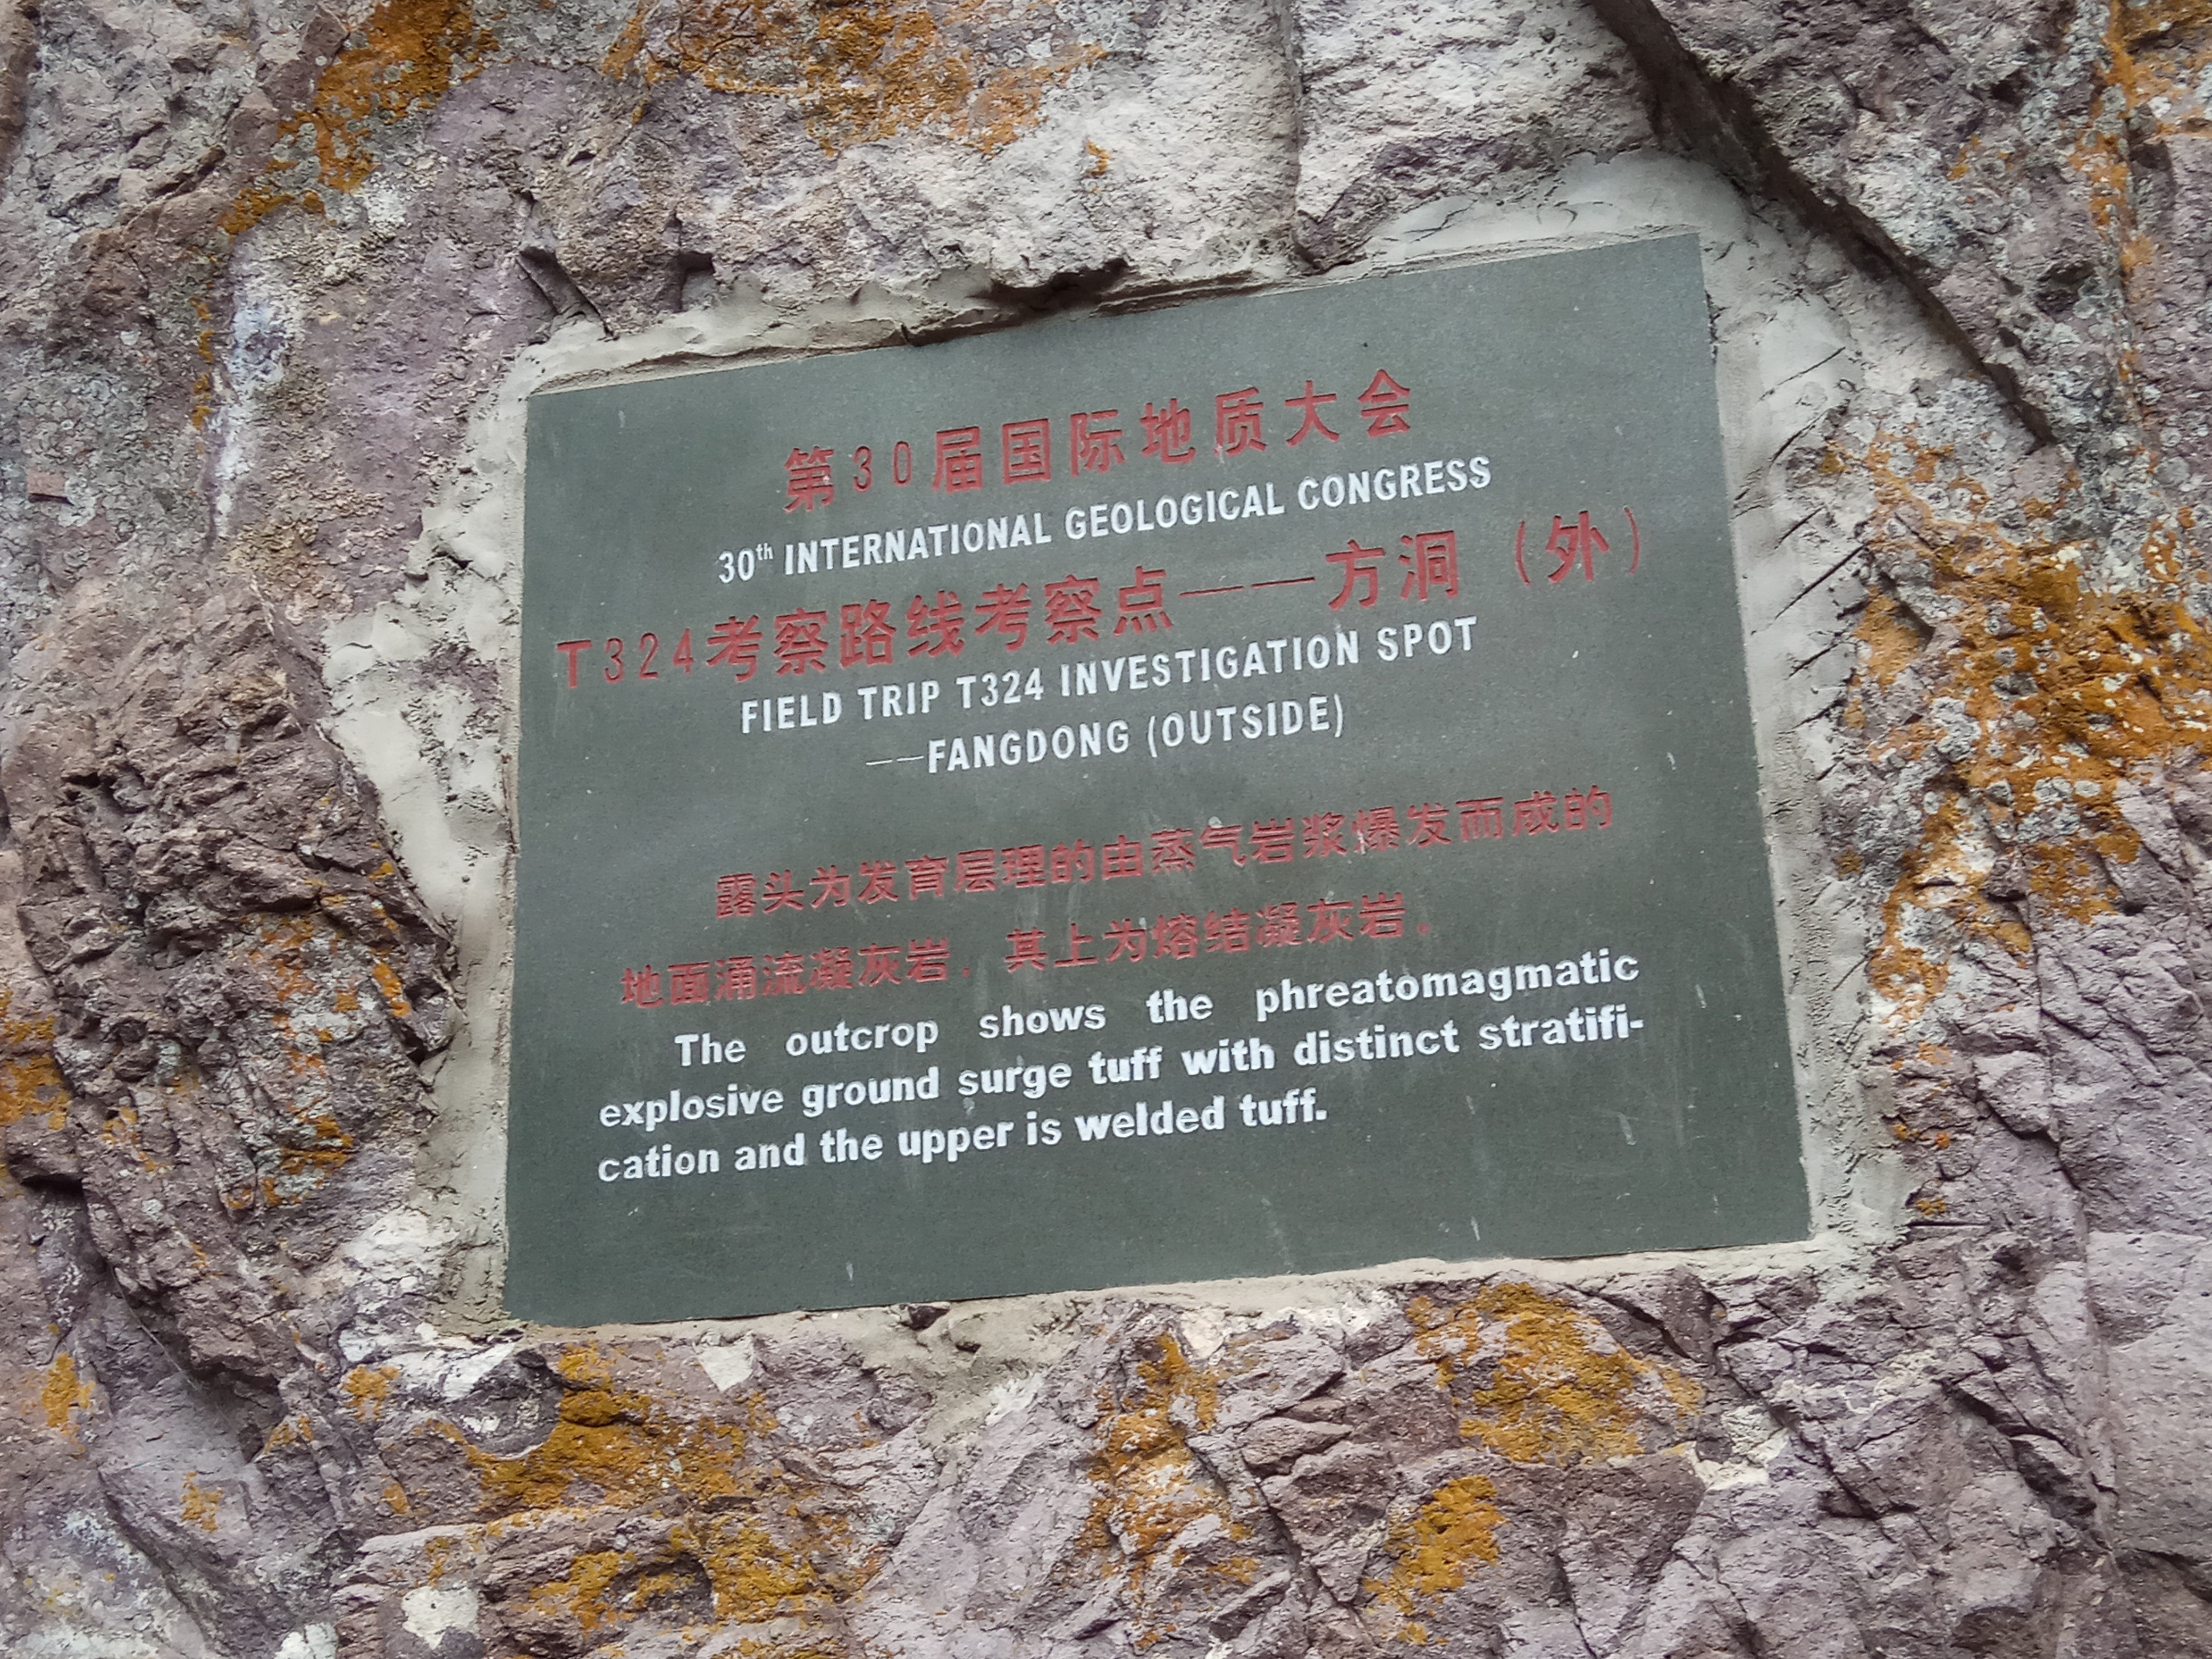 第30届国际地质大会
30th INTERNATIONAL GEOLOGICAL CONGRESS
T324考察路线考察点——方洞（外）
FIELD TRIP T324 INVESTIGATION SPOT
——FANGDONG (OUTSIDE)
露头为发育层理的由蒸气岩浆爆发而成的
地面涌流凝灰岩．其上为熔结凝灰岩．
The outcrop shows the phreatomagmatic
explosive ground surge tuff with distinct stratifi-
cation and the upper is welded tuff.